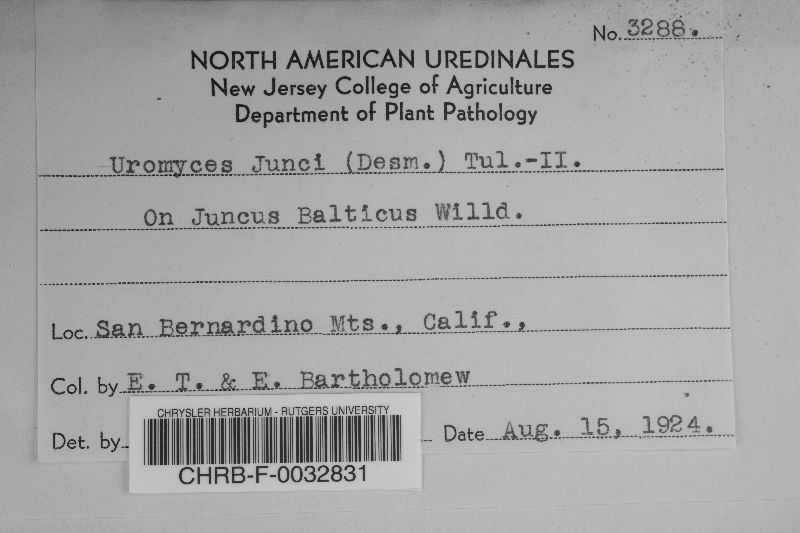 No. 3288.
NORTH AMERICAN UREDINALES
New Jersey College of Agriculture
Department of Plant Pathology
Uromyces Junci (Desm.) Tul.-II.
On Juncus Balticus Willd.
Loc. San Bernardino Mts., Calif.,
Col. by E. T. & E. Bartholomew
Det. by Date Aug. 15, 1924.
CHRYSLER HERBARIUM - RUTGERS UNIVERSITY
CHRB-F-0032831